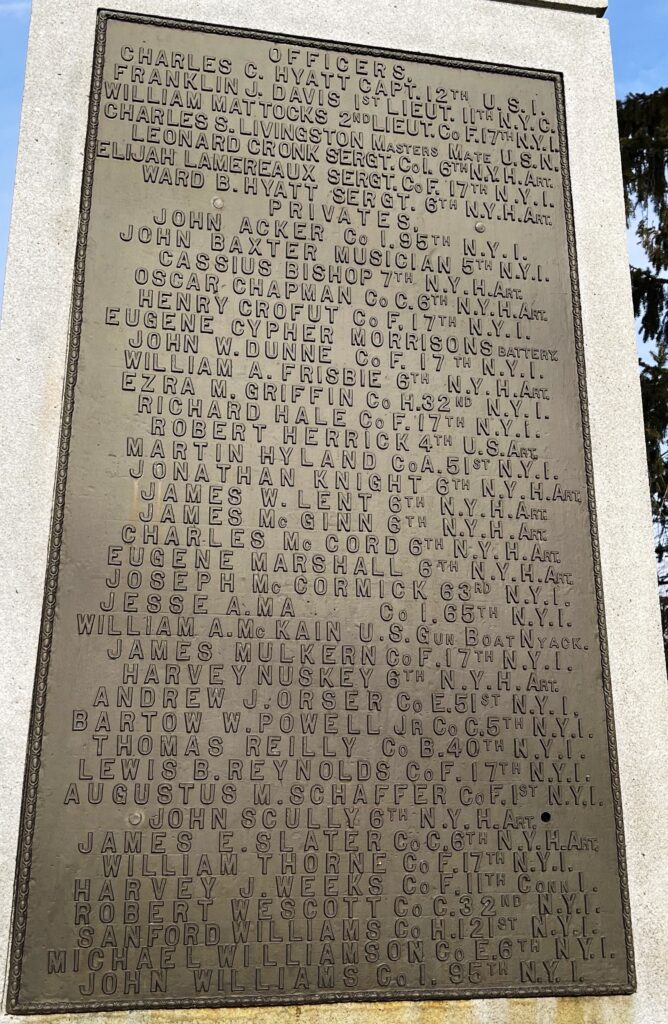 OFFICERS,
CHARLES C. HYATT CAPT. 12TH U.S.I.
FRANKLIN J. DAVIS 1ST LIEUT. 11TH N.Y.C.
WILLIAM MATTOCKS 2ND LIEUT. CO F. 17TH N.Y.I.
CHARLES S. LIVINGSTON MASTERS MATE U.S.N.
LEONARD CRONK SERGT. CO I. 6TH N.Y.H.ART.
ELIJAH LAMEREAUX SERGT. CO F. 17TH N.Y.I.
WARD B. HYATT SERGT. 6TH N.Y.H.ART.
PRIVATES,
JOHN ACKER CO I. 95TH N.Y.I.
JOHN BAXTER MUSICIAN 5TH N.Y.I.
CASSIUS BISHOP 7TH N.Y.H.ART.
OSCAR CHAPMAN CO C. 6TH N.Y.H.ART.
HENRY CROFUT CO F. 17TH N.Y.I.
EUGENE CYPHER MORRISONS BATTERY.
JOHN W. DUNNE CO F. 17TH N.Y.I.
WILLIAM A. FRISBIE 6TH N.Y.H.ART.
EZRA M. GRIFFIN CO H. 32ND N.Y.I.
RICHARD HALE CO F. 17TH N.Y.I.
ROBERT HERRICK 4TH U.S.ART.
MARTIN HYLAND CO A. 51ST N.Y.I.
JONATHAN KNIGHT 6TH N.Y.H.ART.
JAMES W. LENT 6TH N.Y.H.ART.
JAMES MC GINN 6TH N.Y.H.ART.
CHARLES MC CORD 6TH N.Y.H.ART.
EUGENE MARSHALL 6TH N.Y.H.ART.
JOSEPH MC CORMICK 63RD N.Y.I.
JESSE A. MA CO I. 65TH N.Y.I.
WILLIAM A. MC KAIN U.S. GUN BOAT NYACK.
JAMES MULKERN CO F. 17TH N.Y.I.
HARVEY NUSKEY 6TH N.Y.H.ART.
ANDREW J. ORSER CO E. 51ST N.Y.I.
BARTOW W. POWELL JR CO C. 5TH N.Y.I.
THOMAS REILLY CO B. 40TH N.Y.I.
LEWIS B. REYNOLDS CO F. 17TH N.Y.I.
AUGUSTUS M. SCHAFFER CO F. 1ST N.Y.I.
JOHN SCULLY 6TH N.Y.H.ART.
JAMES E. SLATER CO C. 6TH N.Y.H.ART.
WILLIAM THORNE CO F. 17TH N.Y.I.
HARVEY J. WEEKS CO F. 11TH CONN I.
ROBERT WESCOTT CO C. 32ND N.Y.I.
SANFORD WILLIAMS CO H. 121ST N.Y.I.
MICHAEL WILLIAMSON CO E. 6TH N.Y.I.
JOHN WILLIAMS CO I. 95TH N.Y.I.